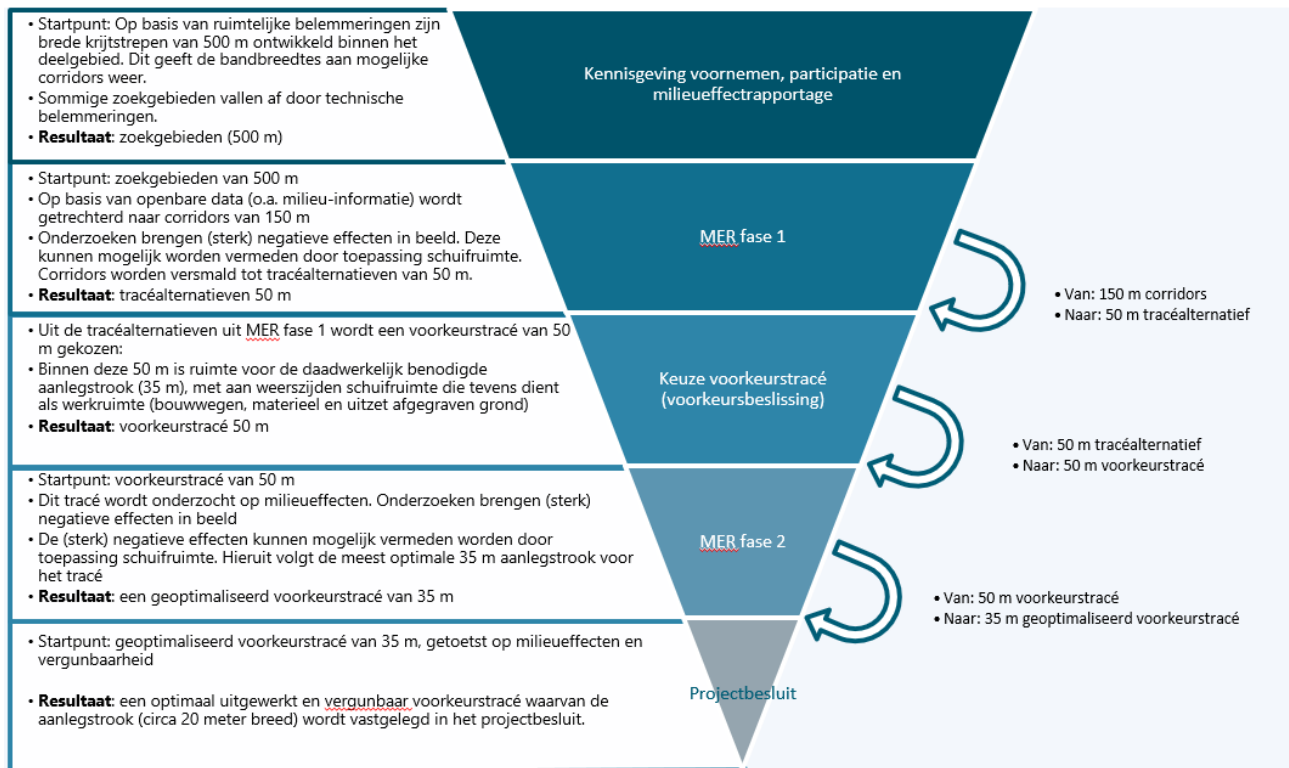 • Startpunt: Op basis van ruimtelijke belemmeringen zijn
brede krijtstrepen van 500 m ontwikkeld binnen het
deelgebied. Dit geeft de bandbreedtes aan mogelijke
corridors weer.
• Sommige zoekgebieden vallen af door technische
belemmeringen.
• Resultaat: zoekgebieden (500 m)
Kennisgeving voornemen, participatie en
milieueffectrapportage
• Startpunt: zoekgebieden van 500 m
• Op basis van openbare data (o.a. milieu-informatie) wordt
getrechterd naar corridors van 150 m
• Onderzoeken brengen (sterk) negatieve effecten in beeld. Deze
kunnen mogelijk worden vermeden door toepassing schuifruimte.
Corridors worden versmald tot tracéalternatieven van 50 m.
• Resultaat: tracéalternatieven 50 m
MER fase 1
• Van: 150 m corridors
• Naar: 50 m tracéalternatief
• Uit de tracéalternatieven uit MER fase 1 wordt een voorkeurstracé van 50
m gekozen:
• Binnen deze 50 m is ruimte voor de daadwerkelijk benodigde
aanlegstrook (35 m), met aan weerszijden schuifruimte die tevens dient
als werkruimte (bouwwegen, materieel en uitzet afgegraven grond)
• Resultaat: voorkeurstracé 50 m
Keuze voorkeurstracé
(voorkeursbeslissing)
• Van: 50 m tracéalternatief
• Naar: 50 m voorkeurstracé
• Startpunt: voorkeurstracé van 50 m
• Dit tracé wordt onderzocht op milieueffecten. Onderzoeken brengen (sterk)
negatieve effecten in beeld
• De (sterk) negatieve effecten kunnen mogelijk vermeden worden door
toepassing schuifruimte. Hieruit volgt de meest optimale 35 m aanlegstrook voor
het tracé
• Resultaat: een geoptimaliseerd voorkeurstracé van 35 m
MER fase 2
• Van: 50 m voorkeurstracé
• Naar: 35 m geoptimaliseerd voorkeurstracé
• Startpunt: geoptimaliseerd voorkeurstracé van 35 m, getoetst op milieueffecten en
vergunbaarheid
• Resultaat: een optimaal uitgewerkt en vergunbaar voorkeurstracé waarvan de
aanlegstrook (circa 20 meter breed) wordt vastgelegd in het projectbesluit.
Projectbesluit